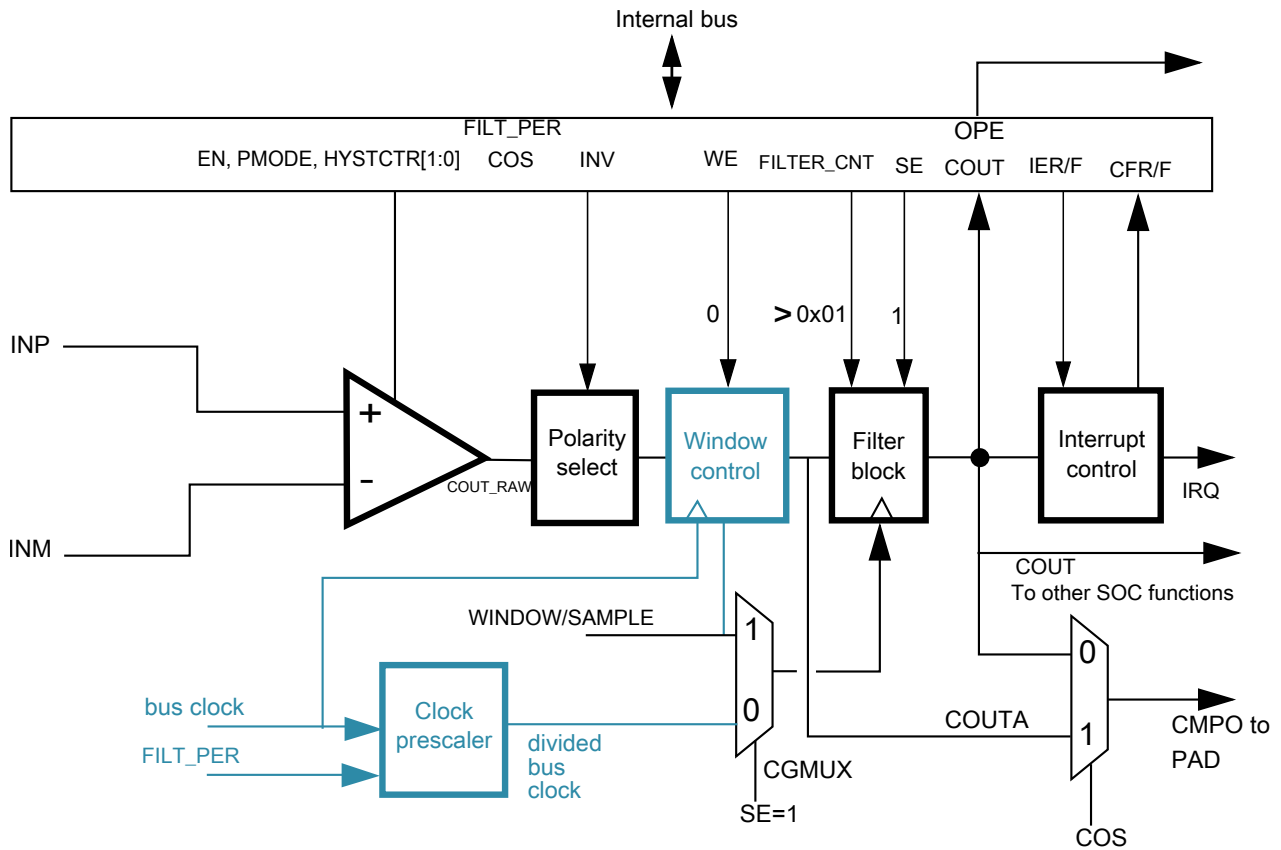 Internal bus
FILT_PER
OPE
EN, PMODE, HYSTCTR[1:0]
COS
INV
WE
FILTER_CNT
SE
COUT
IER/F
CFR/F
0
> 0x01
1
INP
+
-
INM
COUT_RAW
Polarity
select
Window
control
Filter
block
Interrupt
control
IRQ
COUT
To other SOC functions
WINDOW/SAMPLE
1
0
CGMUX
SE=1
bus clock
FILT_PER
Clock
prescaler
divided
bus
clock
COUTA
0
1
CMPO to
PAD
COS